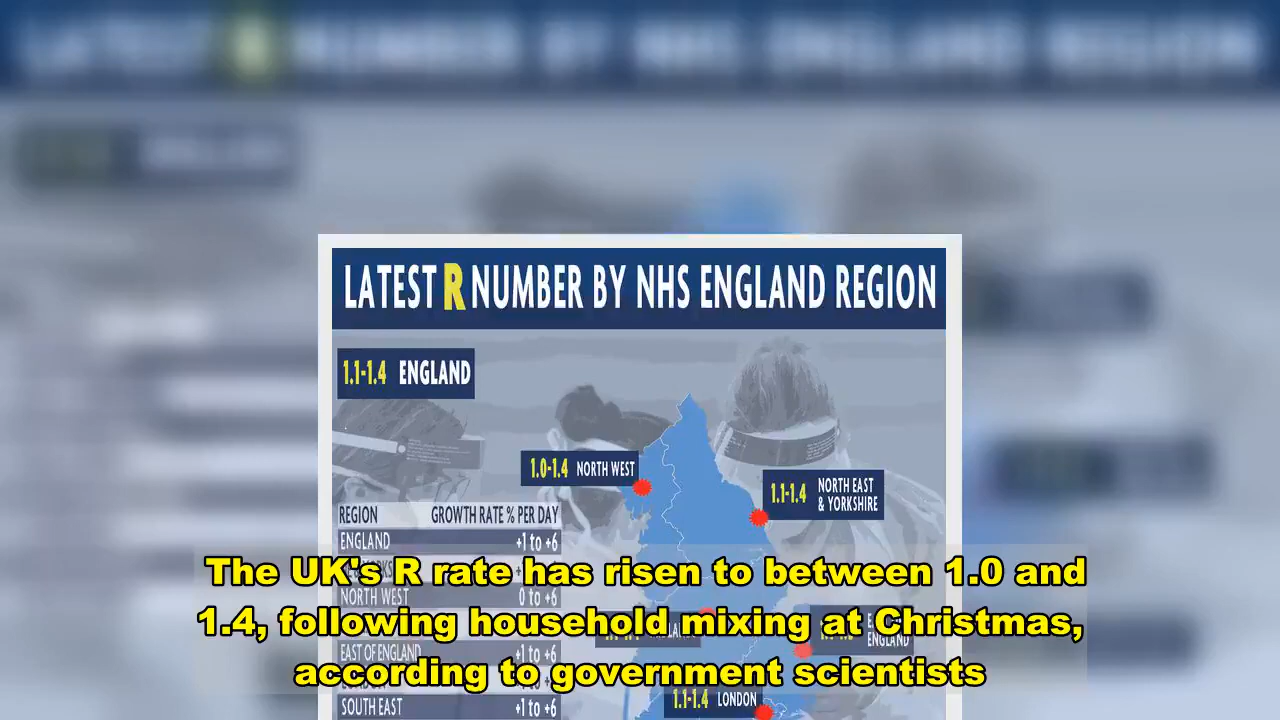 LATEST R NUMBER BY NHS ENGLAND REGION
1.1-1.4 ENGLAND
1.0-1.4 NORTH WEST
1.1-1.4 NORTH EAST
& YORKSHIRE
REGION GROWTH RATE % PER DAY
ENGLAND +1 to +6
NORTH WEST 0 to +6
ENGLAND
EAST OF ENGLAND +1 to +6
1.1-1.4 LONDON
SOUTH EAST +1 to +6
The UK's R rate has risen to between 1.0 and
1.4, following household mixing at Christmas,
according to government scientists